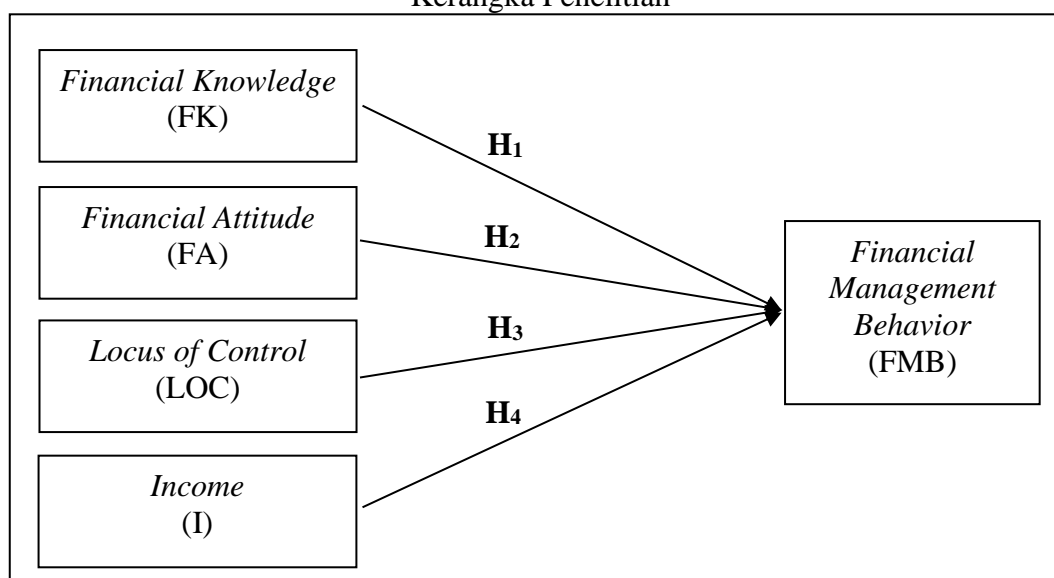 Kerangka Penelitian
Financial Knowledge
(FK)
H1
Financial Attitude
(FA)
H2
Locus of Control
(LOC)
H3
Income
(I)
H4
Financial
Management
Behavior
(FMB)